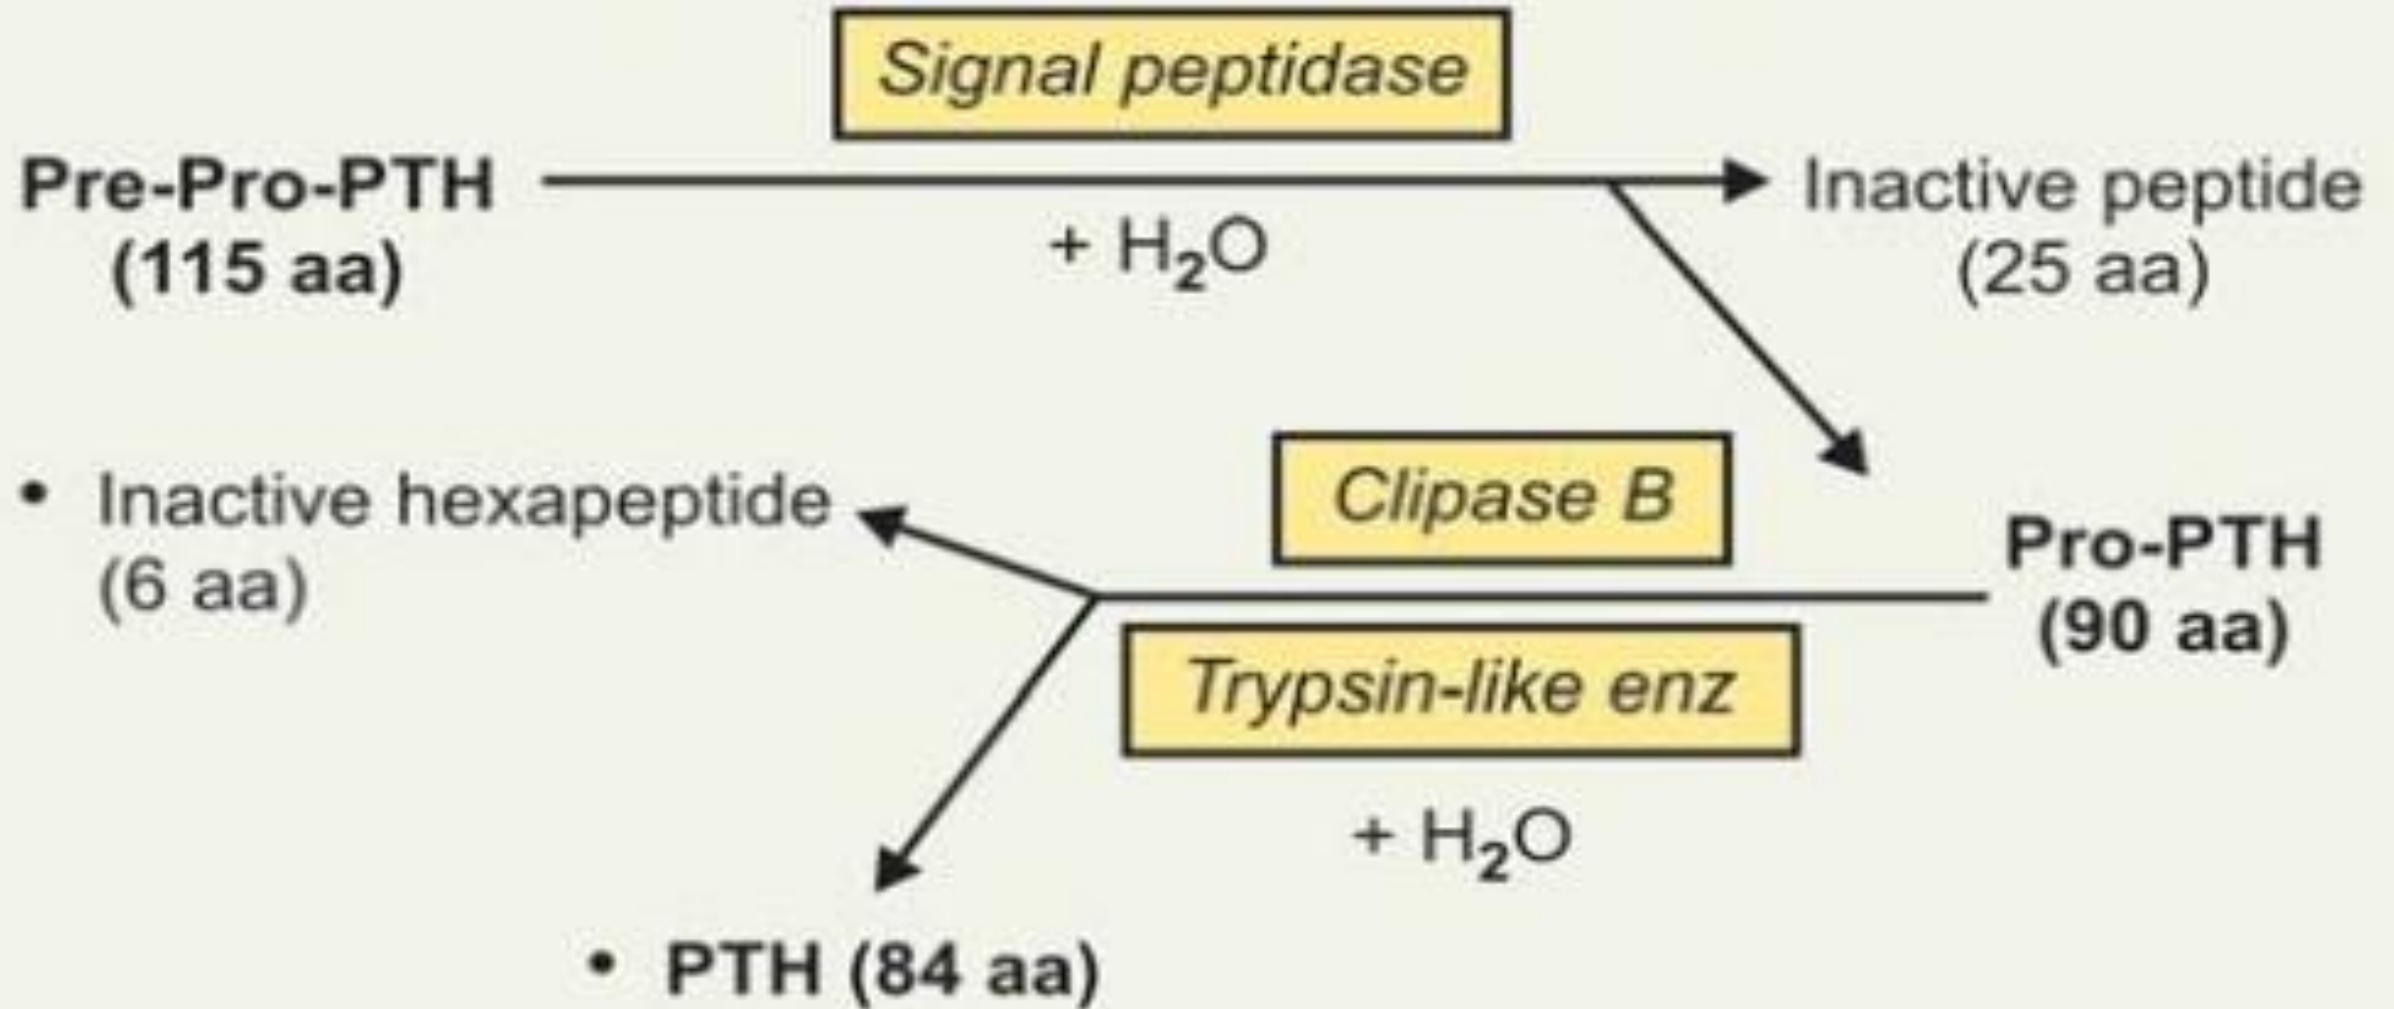 Signal peptidase
Pre-Pro-PTH
(115 aa)
+ H₂O
Inactive peptide
(25 aa)
• Inactive hexapeptide
(6 aa)
Clipase B
Pro-PTH
(90 aa)
Trypsin-like enz
+ H₂O
• PTH (84 aa)